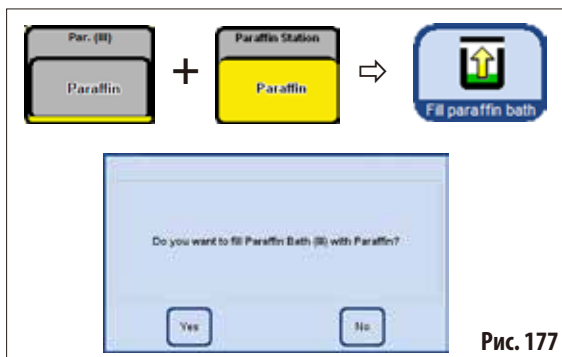 Par. (III)
Paraffin
+
Paraffin Station
Paraffin
⇨
Fill paraffin bath
Do you want to fill Paraffin Bath (III) with Paraffin?
Yes
No
Рис. 177